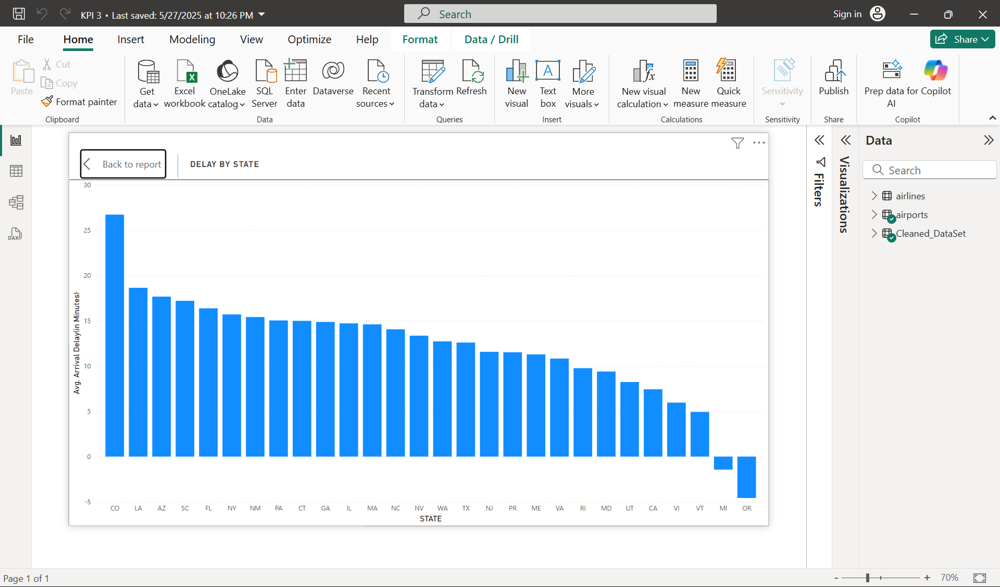 KPI 3 • Last saved: 5/27/2025 at 10:26 PM
Search
Sign in
File
Home
Insert
Modeling
View
Optimize
Help
Format
Data / Drill
Share
Paste
Cut
Copy
Format painter
Clipboard
Get
data
Excel
workbook
OneLake
catalog
SQL
Server
Enter
data
Dataverse
Recent
sources
Data
Transform
data
Refresh
Queries
New
visual
Text
box
More
visuals
Insert
New visual
calculation
New
measure
Quick
measure
Calculations
Sensitivity
Sensitivity
Publish
Share
Prep data for
AI
Copilot
Copilot
DAX
Back to report
DELAY BY STATE
30
25
20
15
10
5
0
-5
Avg. Arrival Delay(in Minutes)
CO LA AZ SC FL NY NM PA CT GA IL MA NC NV WA TX NJ PR ME VA RI MD UT CA VI VT MI OR
STATE
Filters
Visualizations
Data
Search
airlines
airports
Cleaned_DataSet
Page 1 of 1
- + 70%